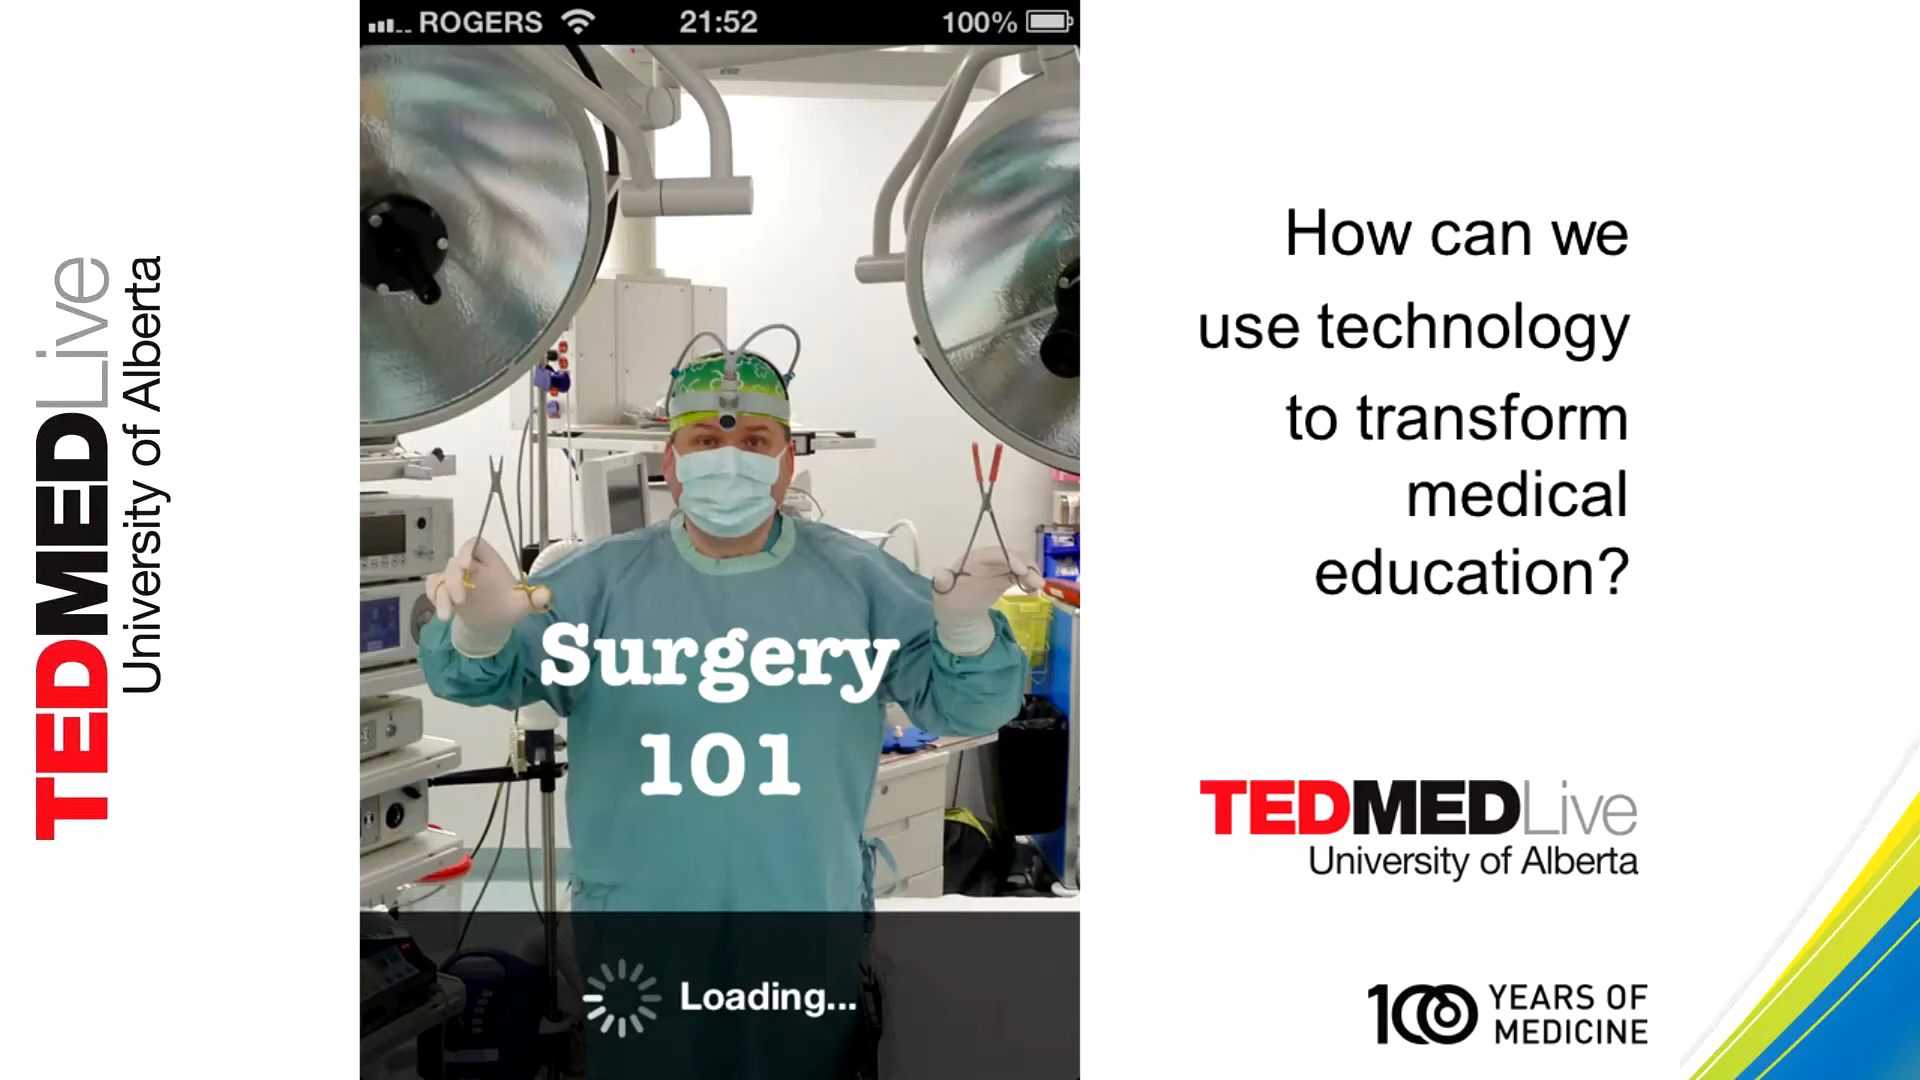 TEDMEDLive
University of Alberta
ROGERS 21:52 100%
Surgery
101
Loading...
How can we
use technology
to transform
medical
education?
TEDMEDLive
University of Alberta
100 YEARS OF
MEDICINE